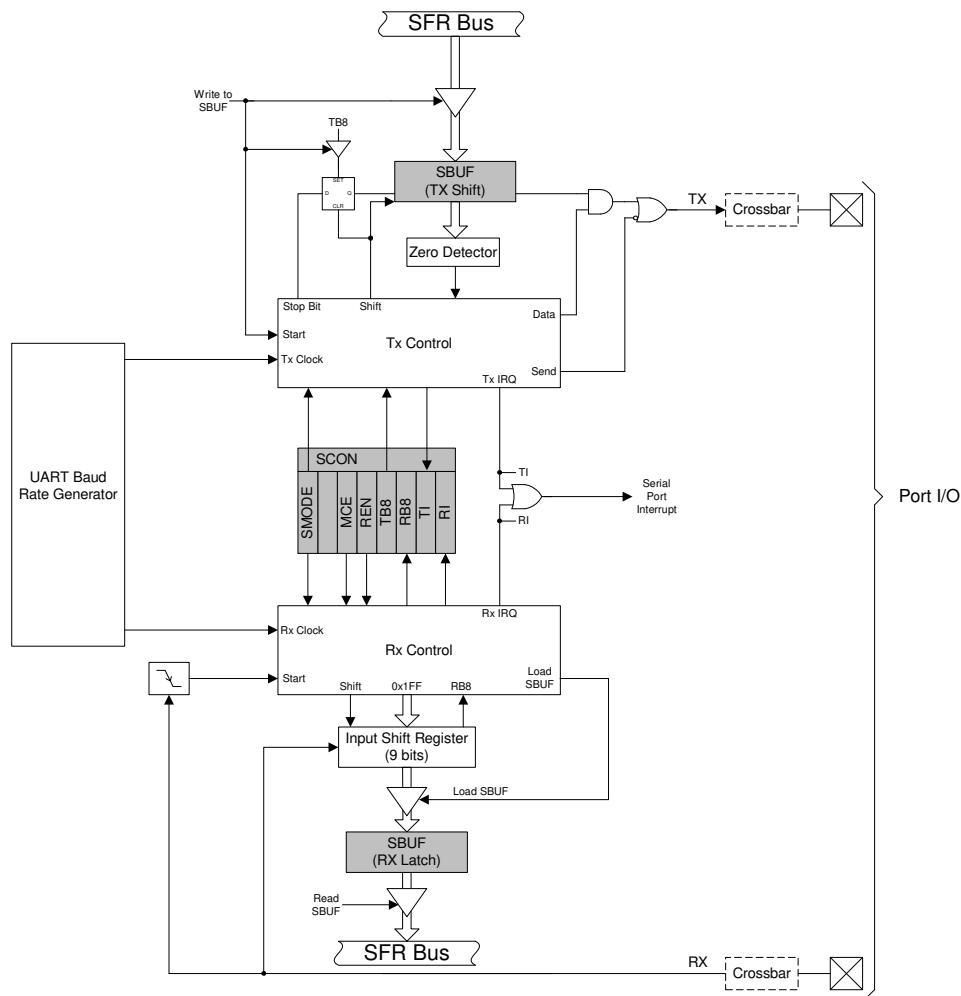 SFR Bus
Write to
SBUF
TB8
SET
D
Q
CLR
SBUF
(TX Shift)
TX
Crossbar
Zero Detector
Stop Bit
Shift
Data
Start
Tx Control
Tx Clock
Send
Tx IRQ
UART Baud
Rate Generator
SCON
SMODE
MCE
REN
TB8
RB8
TI
RI
TI
Serial
Port
Interrupt
RI
Port I/O
Rx IRQ
Rx Clock
Rx Control
Start
Load
SBUF
Shift
0x1FF
RB8
Input Shift Register
(9 bits)
Load SBUF
SBUF
(RX Latch)
Read
SBUF
SFR Bus
RX
Crossbar